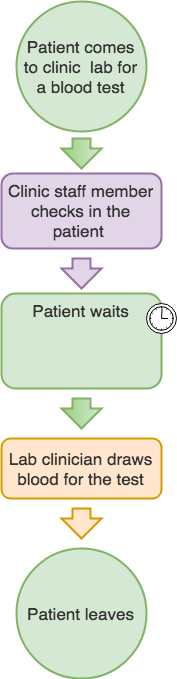 Patient comes
to clinic lab for
a blood test
Clinic staff member
checks in the
patient
Patient waits
Lab clinician draws
blood for the test
Patient leaves